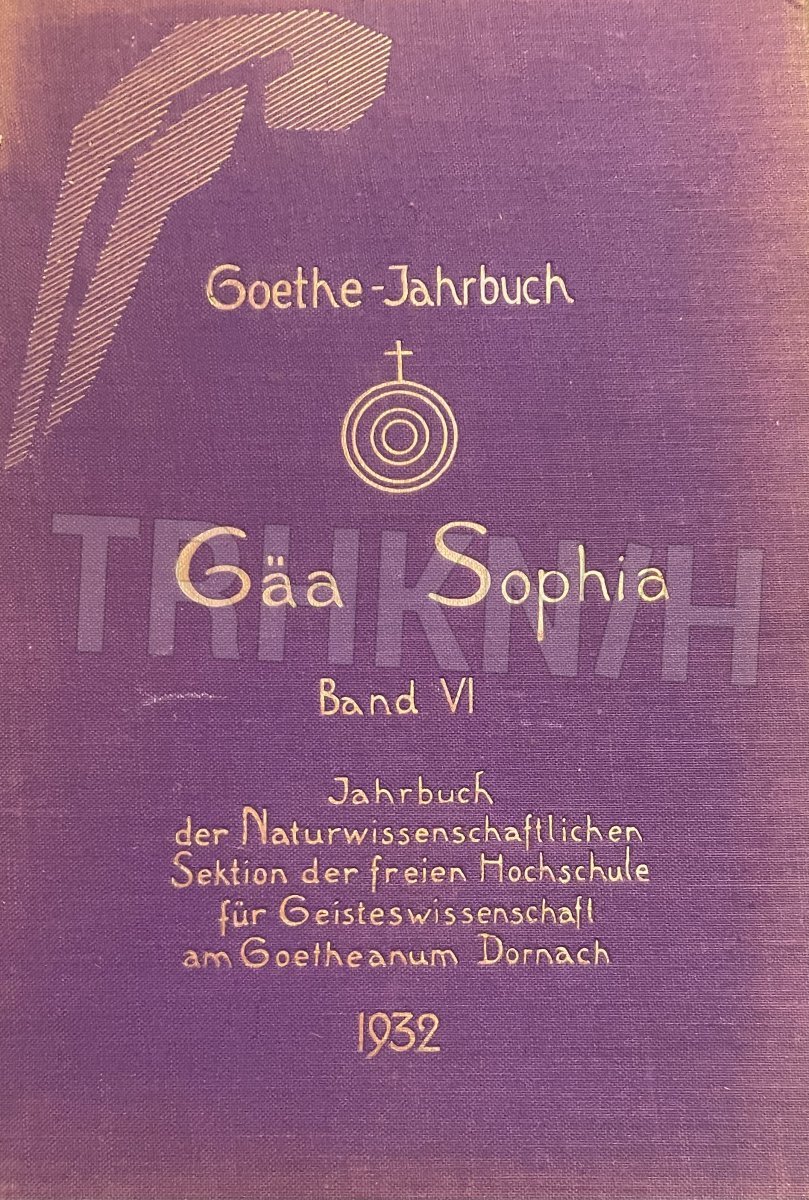 Goethe-Jahrbuch
Gäa Sophia
TRHKN/H
Band VI
Jahrbuch
der Naturwissenschaftlichen
Sektion der freien Hochschule
für Geisteswissenschaft
am Goetheanum Dornach
1932